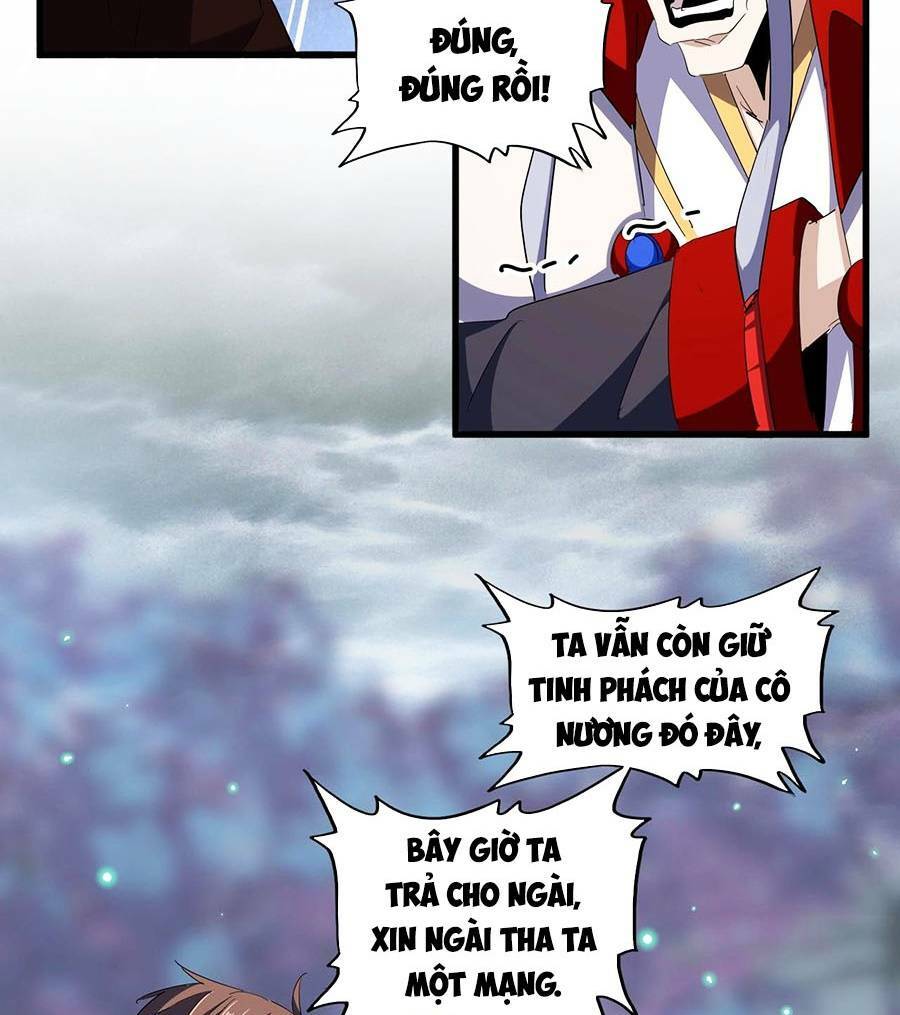 ĐÚNG,
ĐÚNG RỒI!
TA VẪN CÒN GIỮ
TINH PHÁCH CỦA CÔ
NƯƠNG ĐÓ ĐÂY,
BÂY GIỜ TA
TRẢ CHO NGÀI,
XIN NGÀI THA TA
MỘT MẠNG.